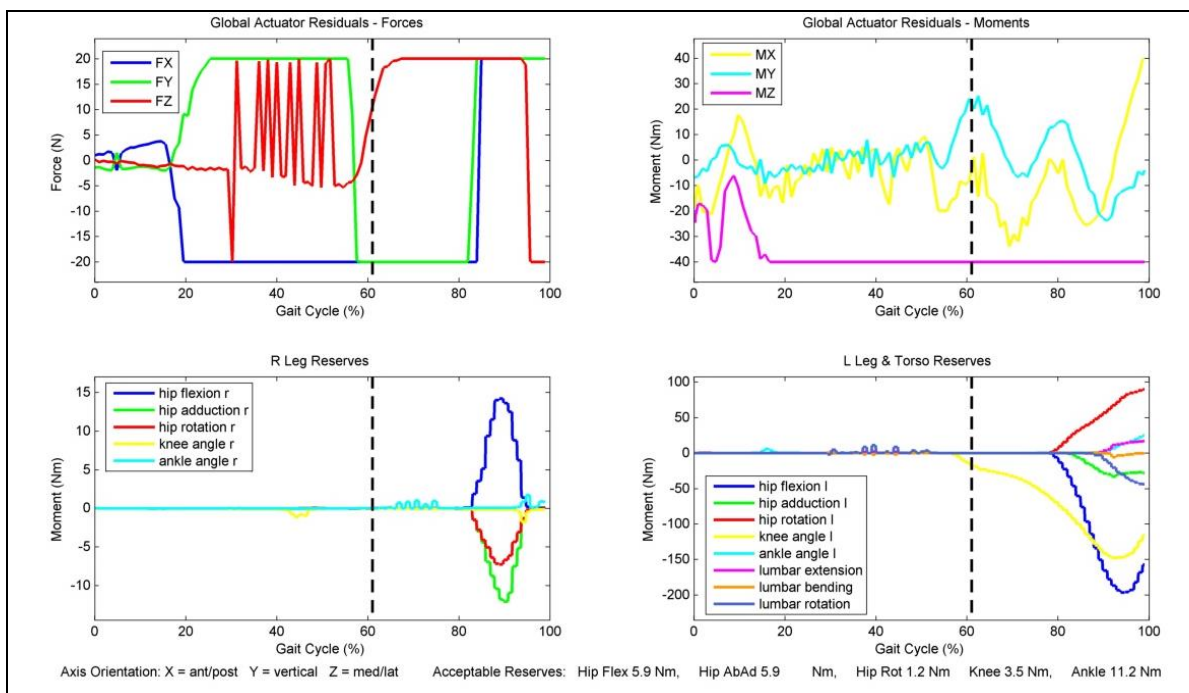 Global Actuator Residuals - Forces
Force (N)
20
15
10
5
0
-5
-10
-15
-20
FX
FY
FZ
0 20 40 60 80 100
Gait Cycle (%)
Global Actuator Residuals - Moments
Moment (Nm)
40
20
0
-20
-40
MX
MY
MZ
0 10 20 30 40 50 60 70 80 90 100
Gait Cycle (%)
R Leg Reserves
Moment (Nm)
15
10
5
0
-5
-10
hip flexion r
hip adduction r
hip rotation r
knee angle r
ankle angle r
0 20 40 60 80 100
Gait Cycle (%)
L Leg & Torso Reserves
Moment (Nm)
100
50
0
-50
-100
-150
-200
hip flexion l
hip adduction l
hip rotation l
knee angle l
ankle angle l
lumbar extension
lumbar bending
lumbar rotation
0 10 20 30 40 50 60 70 80 90 100
Gait Cycle (%)
Axis Orientation: X = ant/post Y = vertical Z = med/lat Acceptable Reserves: Hip Flex 5.9 Nm, Hip AbAd 5.9 Nm, Hip Rot 1.2 Nm Knee 3.5 Nm, Ankle 11.2 Nm